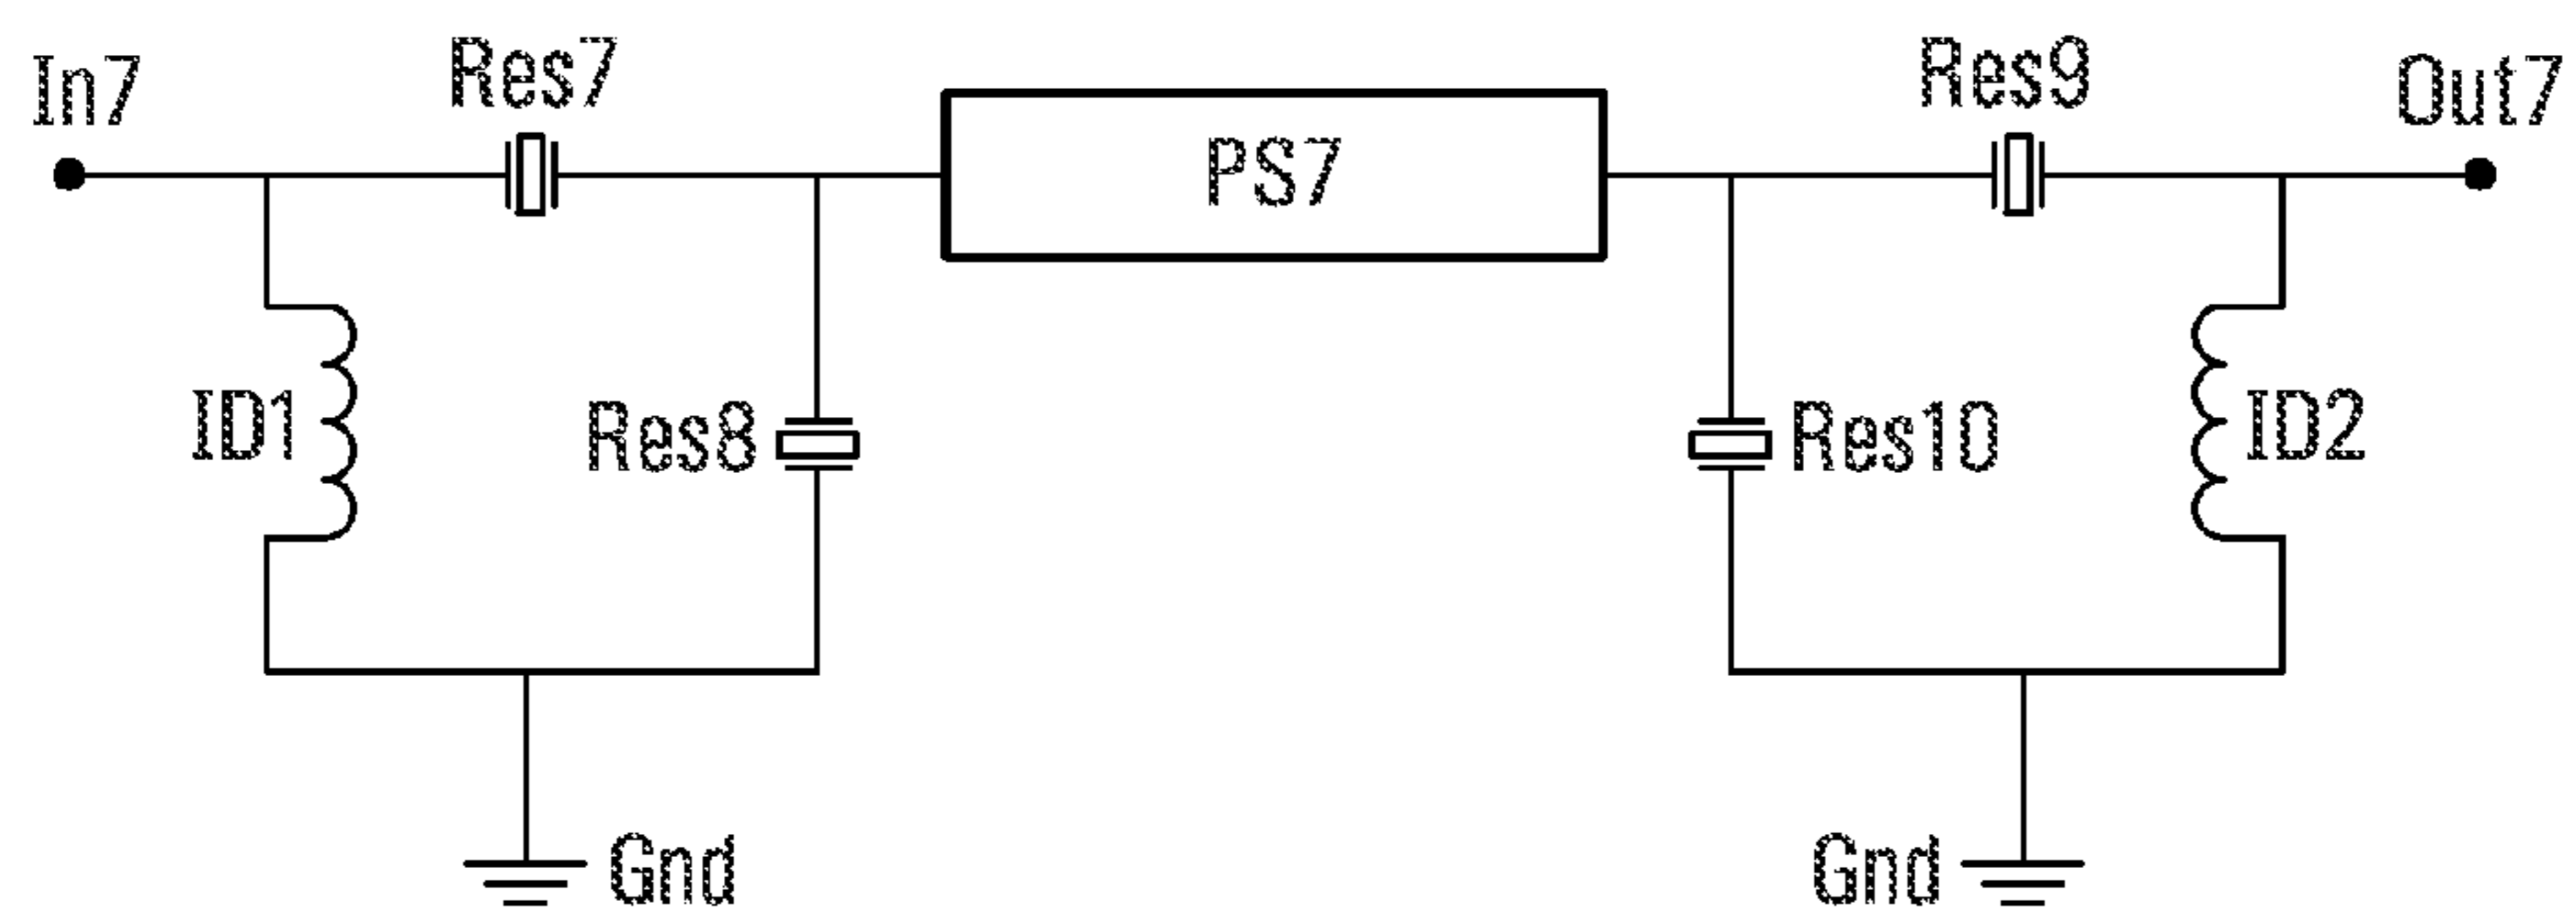 In7
Res7
PS7
Res9
Out7
ID1
Res8
Res10
ID2
Gnd
Gnd